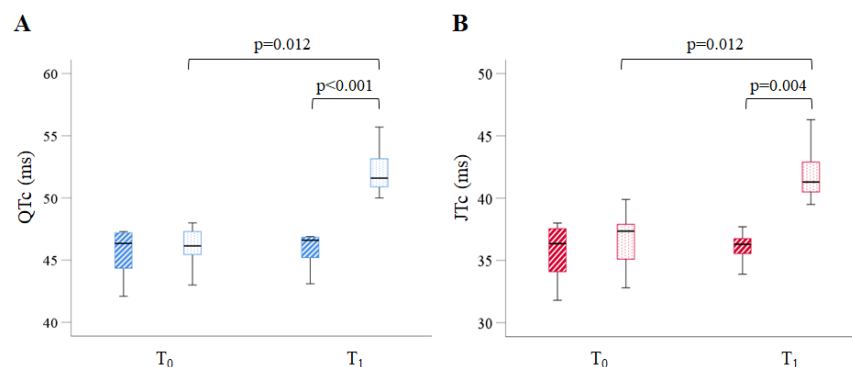 A
p=0.012
p<0.001
60
55
50
45
40
QTc (ms)
T₀
T₁
B
p=0.012
p=0.004
50
45
40
35
30
JTc (ms)
T₀
T₁